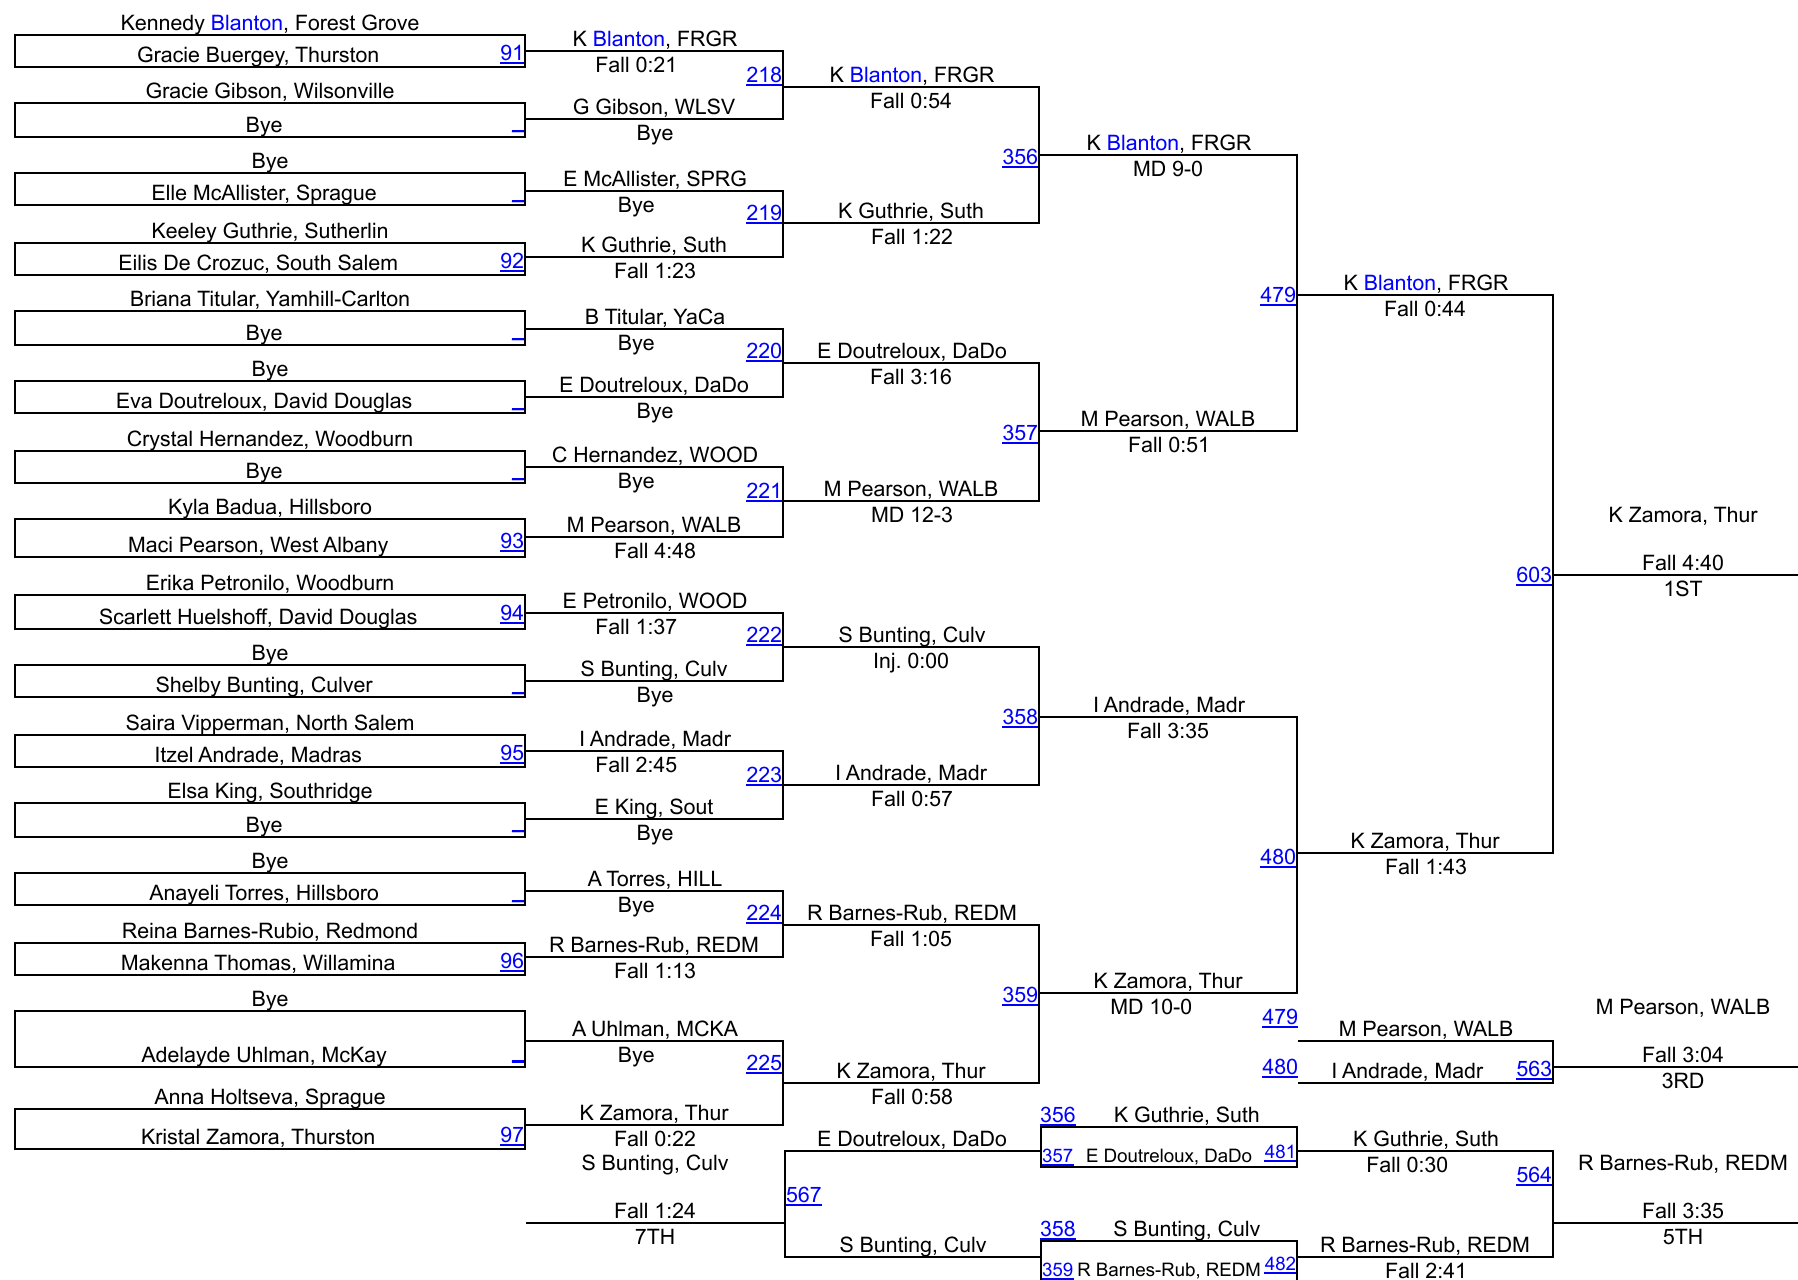 Kennedy Blanton, Forest Grove
Gracie Buergey, Thurston 91
Gracie Gibson, Wilsonville
Bye
Bye
Elle McAllister, Sprague
Keeley Guthrie, Sutherlin
Eilis De Crozuc, South Salem 92
Briana Titular, Yamhill-Carlton
Bye
Bye
Eva Doutreloux, David Douglas
Crystal Hernandez, Woodburn
Bye
Kyla Badua, Hillsboro
Maci Pearson, West Albany 93
Erika Petronilo, Woodburn
Scarlett Huelshoff, David Douglas 94
Bye
Shelby Bunting, Culver
Saira Vipperman, North Salem
Itzel Andrade, Madras 95
Elsa King, Southridge
Bye
Bye
Anayeli Torres, Hillsboro
Reina Barnes-Rubio, Redmond
Makenna Thomas, Willamina 96
Bye
Adelayde Uhlman, McKay
Anna Holtseva, Sprague
Kristal Zamora, Thurston 97
K Blanton, FRGR
Fall 0:21
218
G Gibson, WLSV
Bye
E McAllister, SPRG
Bye
219
K Guthrie, Suth
Fall 1:23
B Titular, YaCa
Bye
220
E Doutreloux, DaDo
Bye
C Hernandez, WOOD
Bye
221
M Pearson, WALB
Fall 4:48
E Petronilo, WOOD
Fall 1:37
222
S Bunting, Culv
Bye
I Andrade, Madr
Fall 2:45
223
E King, Sout
Bye
A Torres, HILL
Bye
224
R Barnes-Rub, REDM
Fall 1:13
A Uhlman, MCKA
Bye
225
K Zamora, Thur
Fall 0:22
S Bunting, Culv
Fall 1:24
7TH
K Blanton, FRGR
Fall 0:54
356
K Guthrie, Suth
Fall 1:22
E Doutreloux, DaDo
Fall 3:16
357
M Pearson, WALB
MD 12-3
S Bunting, Culv
Inj. 0:00
358
I Andrade, Madr
Fall 0:57
R Barnes-Rub, REDM
Fall 1:05
359
K Zamora, Thur
Fall 0:58
E Doutreloux, DaDo
567
S Bunting, Culv
K Blanton, FRGR
MD 9-0
479
M Pearson, WALB
Fall 0:51
I Andrade, Madr
Fall 3:35
480
K Zamora, Thur
MD 10-0
356 K Guthrie, Suth
357 E Doutreloux, DaDo 481
358 S Bunting, Culv
359 R Barnes-Rub, REDM 482
K Blanton, FRGR
Fall 0:44
603
K Zamora, Thur
Fall 1:43
479 M Pearson, WALB
480 I Andrade, Madr 563
K Guthrie, Suth
Fall 0:30
564
R Barnes-Rub, REDM
Fall 2:41
K Zamora, Thur
Fall 4:40
1ST
M Pearson, WALB
Fall 3:04
3RD
R Barnes-Rub, REDM
Fall 3:35
5TH